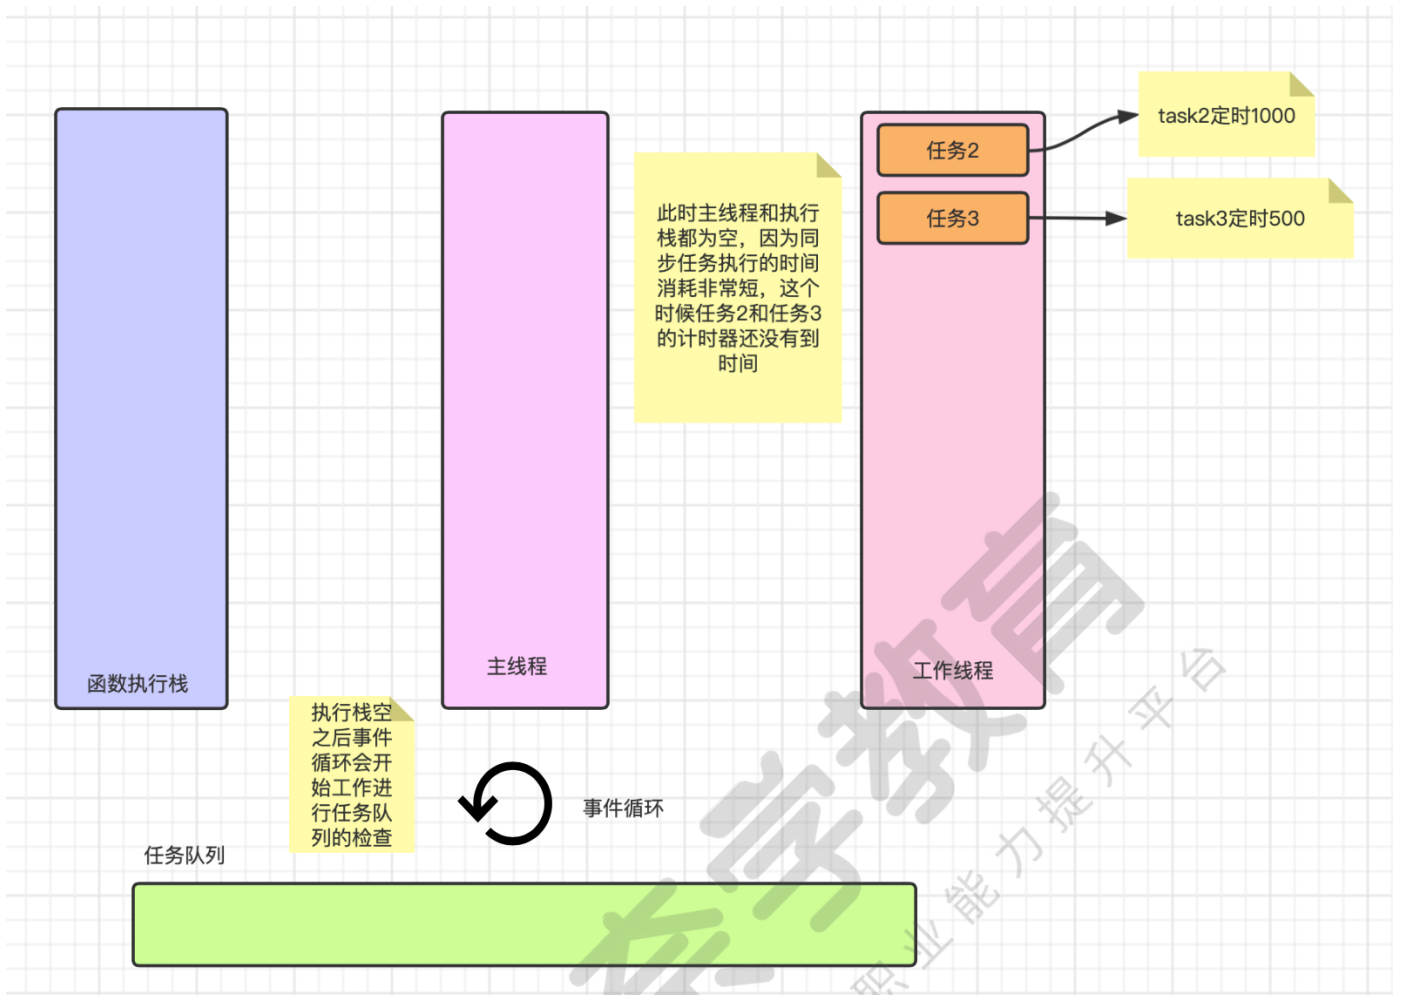 task2定时1000
任务2
task3定时500
任务3
此时主线程和执行
栈都为空，因为同
步任务执行的时间
消耗非常短，这个
时候任务2和任务3
的计时器还没有到
时间
函数执行栈
主线程
工作线程
执行栈空
之后事件
循环会开
始工作进
行任务队
列的检查
事件循环
任务队列
奈学教育
职业能力提升平台